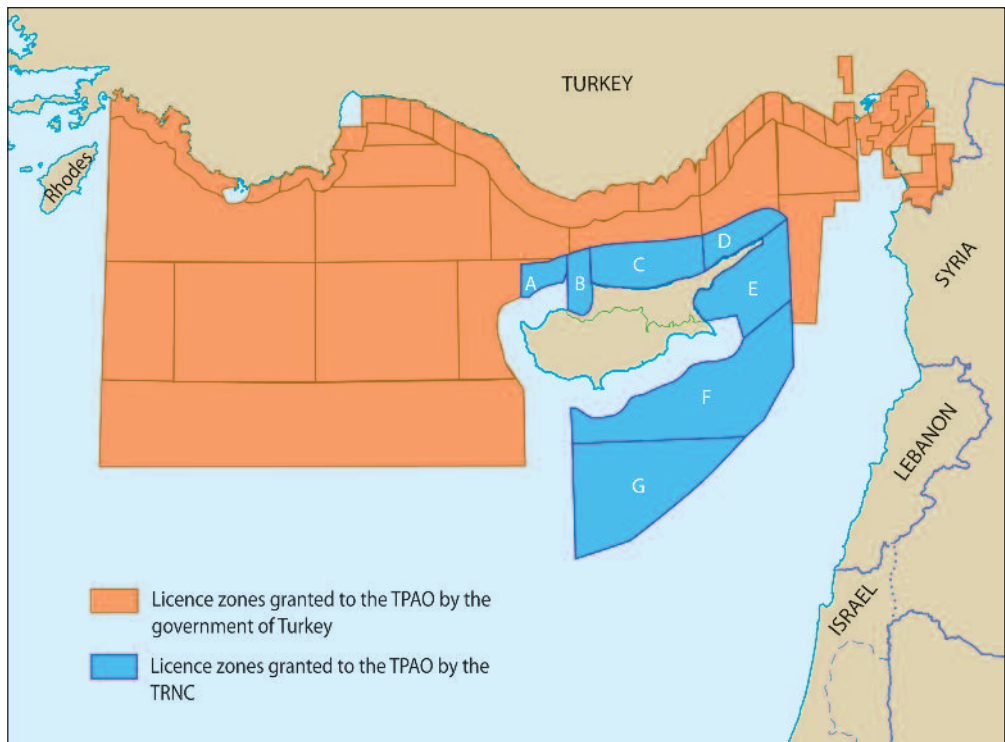 TURKEY
Rhodes
SYRIA
D
C
A
B
E
F
LEBANON
G
ISRAEL
Licence zones granted to the TPAO by the
government of Turkey
Licence zones granted to the TPAO by the
TRNC